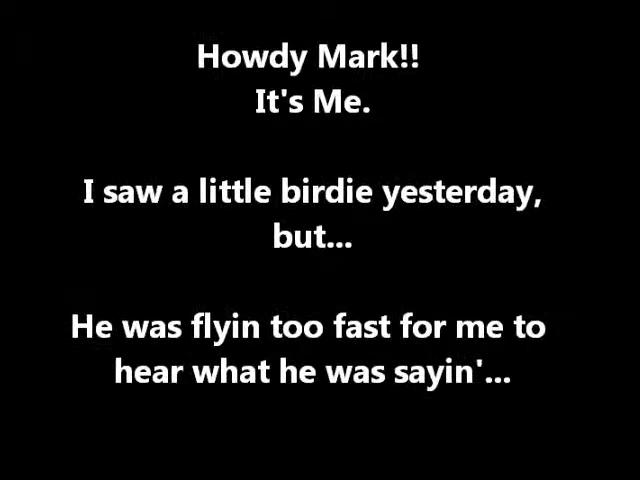 Howdy Mark!!
It's Me.
I saw a little birdie yesterday,
but...
He was flyin too fast for me to
hear what he was sayin'...